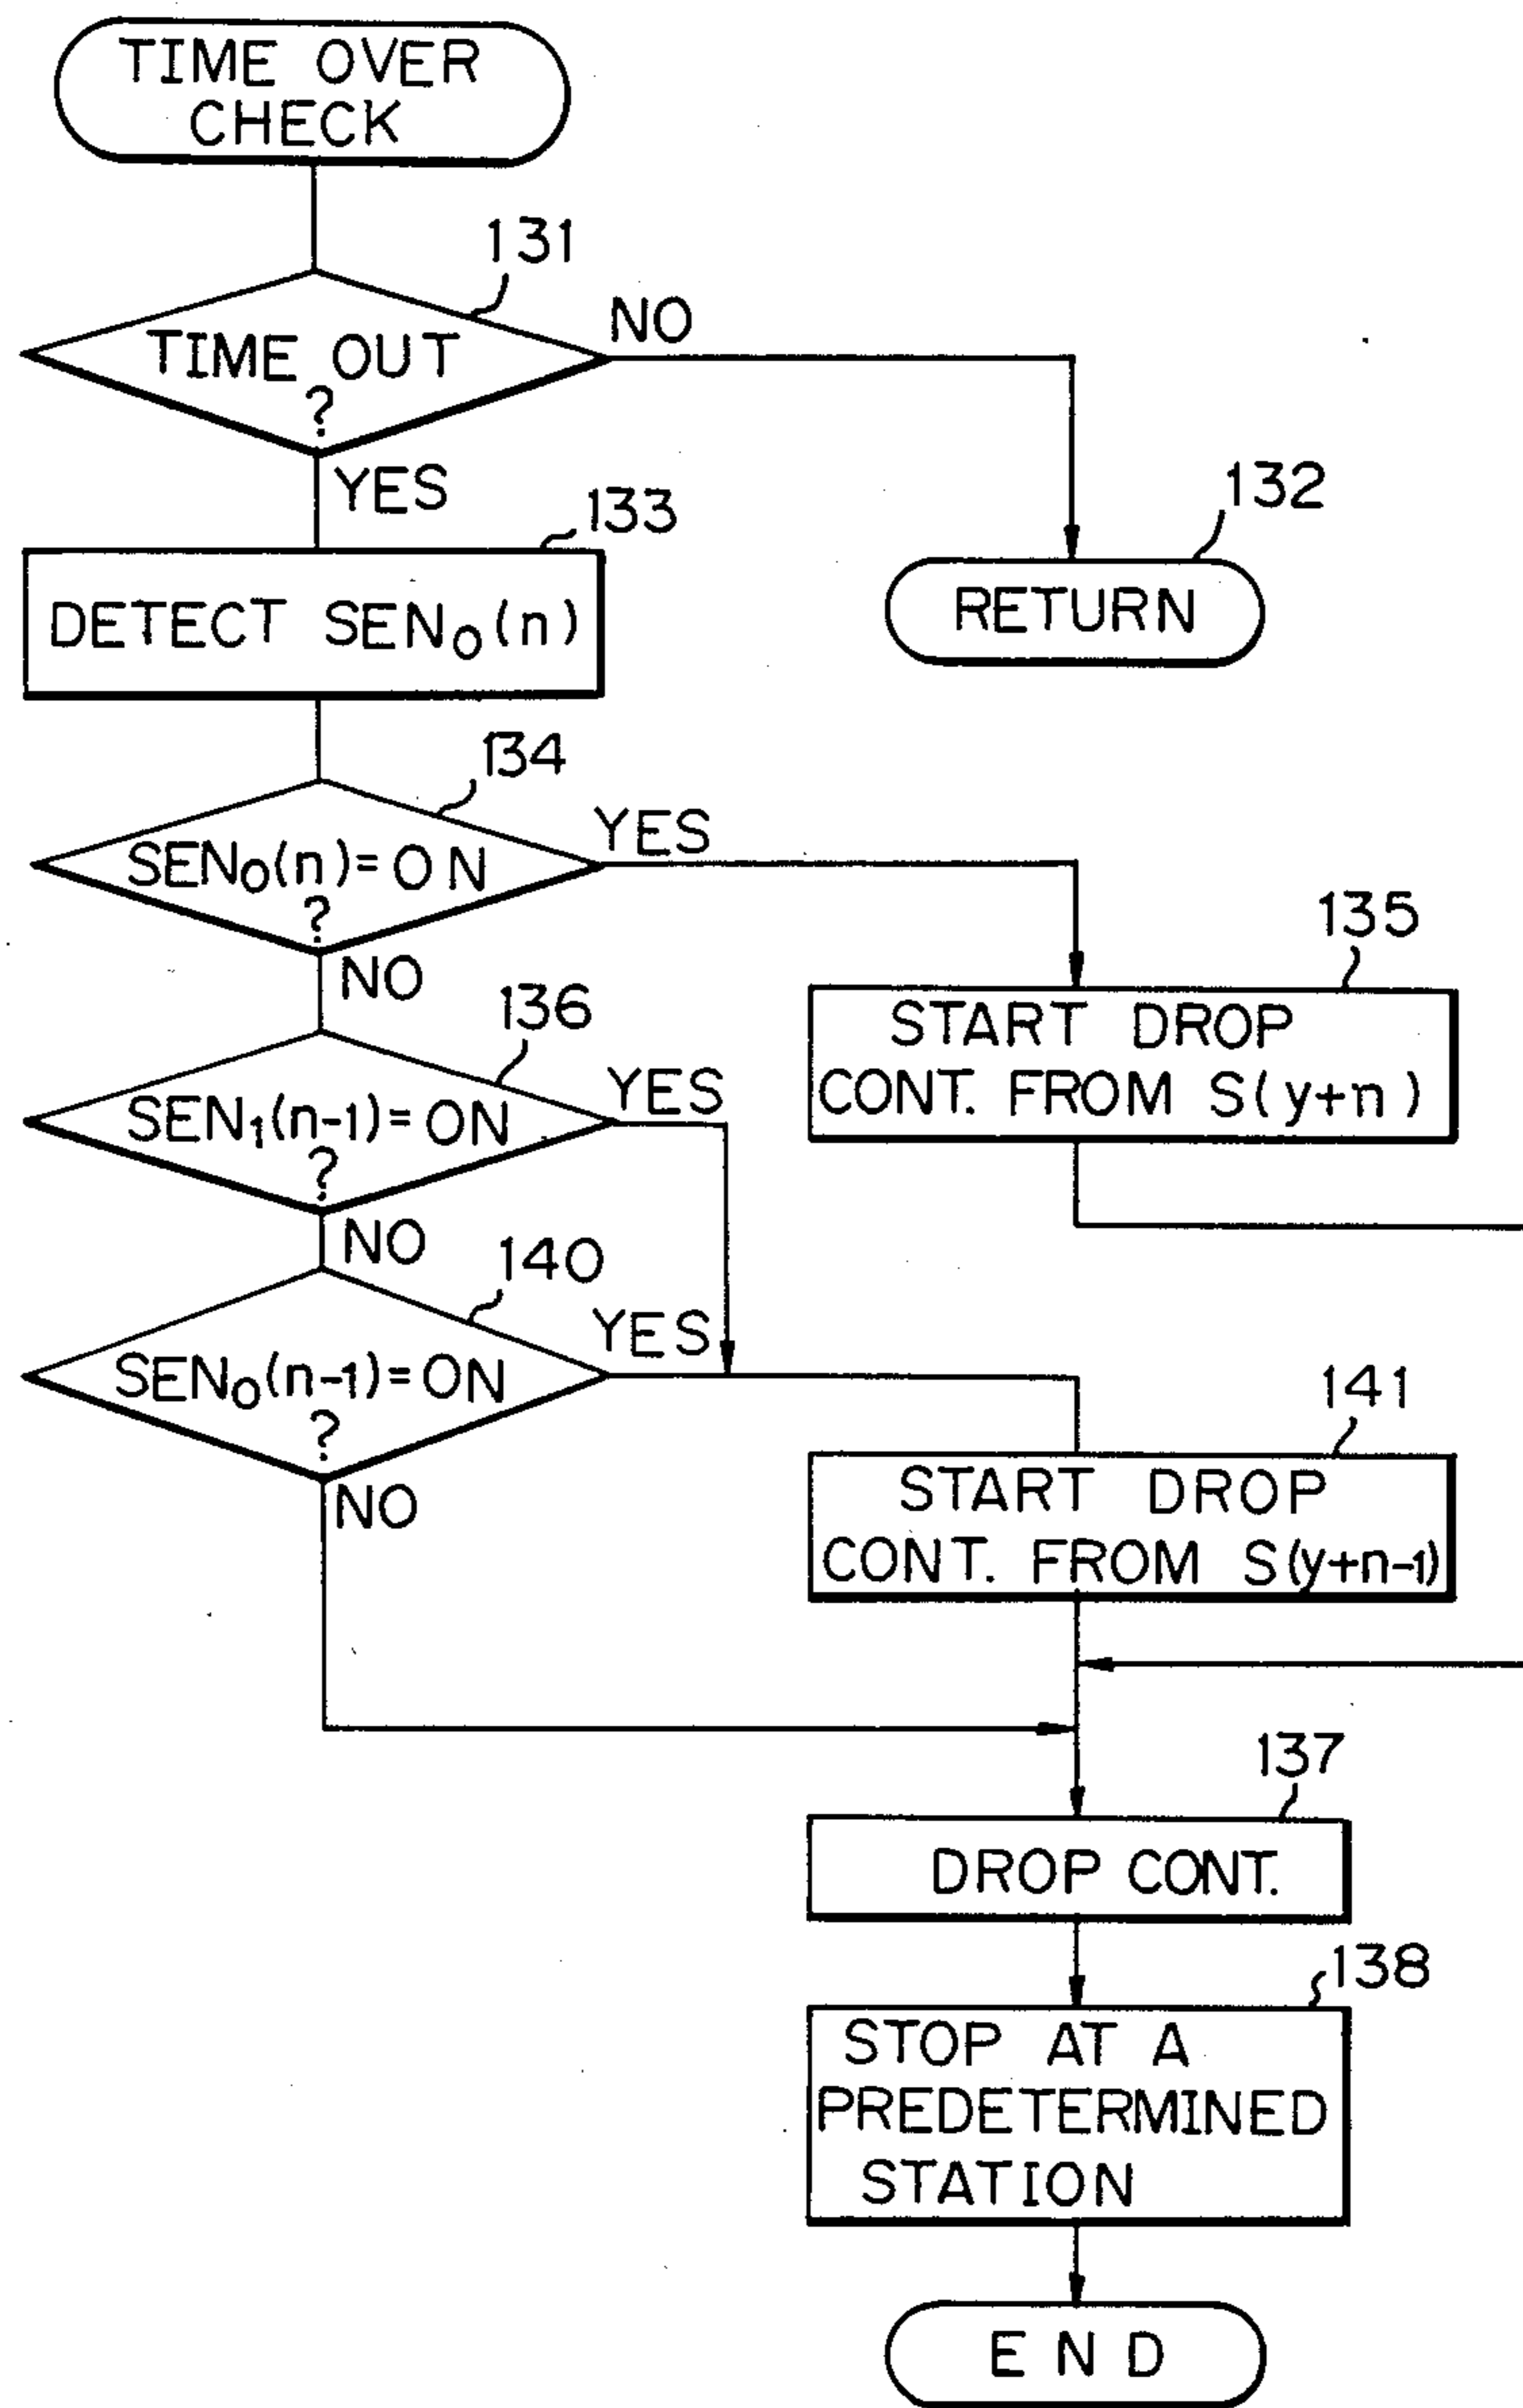 TIME OVER
CHECK
131
TIME OUT
?
NO
YES
132
RETURN
133
DETECT SEN₀(n)
134
SEN₀(n)=ON
?
YES
NO
135
START DROP
CONT. FROM S(y+n)
136
SEN₁(n-1)=ON
?
YES
NO
140
SEN₀(n-1)=ON
?
YES
NO
141
START DROP
CONT. FROM S(y+n-1)
137
DROP CONT.
138
STOP AT A
PREDETERMINED
STATION
END